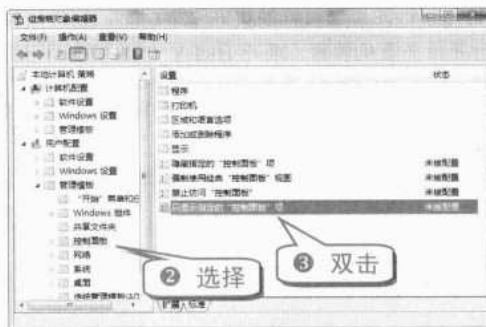 组策略对象编辑器
文件(F) 操作(A) 查看(V) 帮助(H)
本地计算机 策略
计算机配置
软件设置
Windows 设置
管理模板
用户配置
软件设置
Windows 设置
管理模板
"开始"菜单和任
Windows 组件
共享文件夹
控制面板
网络
系统
桌面
设置 状态
程序
打印机
区域和语言选项
添加或删除程序
显示
隐藏指定的"控制面板"项 未被配置
强制使用经典"控制面板"视图 未被配置
禁止访问"控制面板" 未被配置
只显示指定的"控制面板"项 未被配置
❷ 选择
❸ 双击
扩展 标准